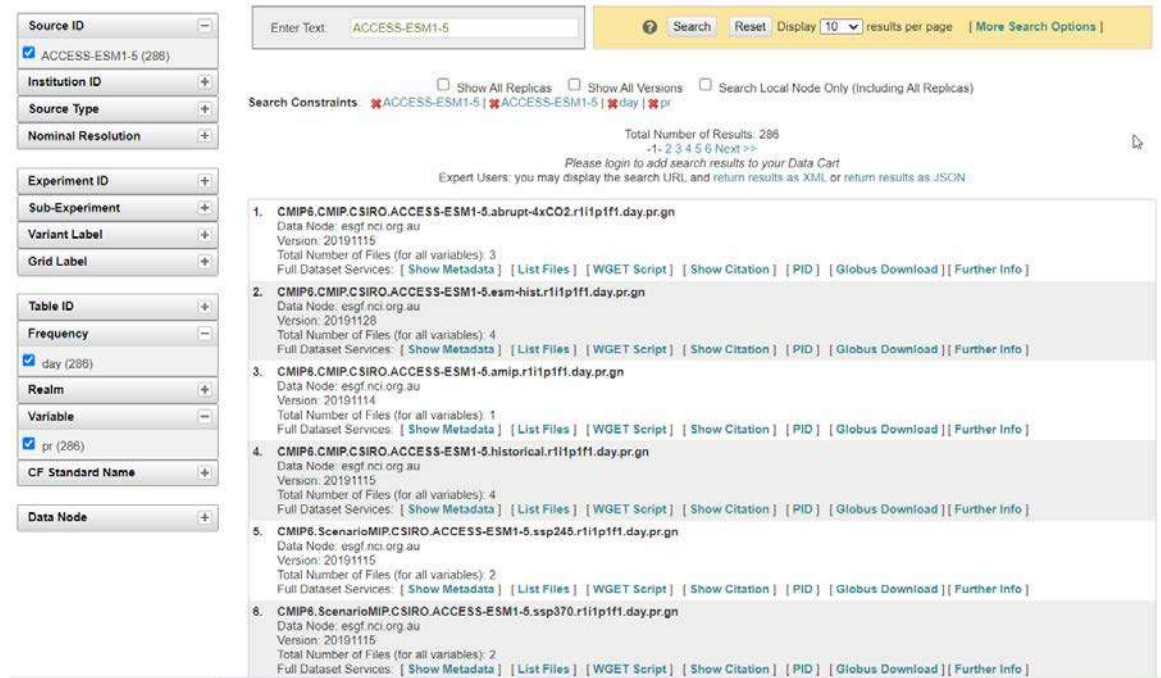 Source ID
ACCESS-ESM1-5 (286)
Institution ID
Source Type
Nominal Resolution
Experiment ID
Sub-Experiment
Variant Label
Grid Label
Table ID
Frequency
day (286)
Realm
Variable
pr (286)
CF Standard Name
Data Node
Enter Text: ACCESS-ESM1-5
Search Reset Display 10 results per page [ More Search Options ]
Show All Replicas Show All Versions Search Local Node Only (Including All Replicas)
Search Constraints: ACCESS-ESM1-5 | ACCESS-ESM1-5 | day | pr
Total Number of Results: 286
-1- 2 3 4 5 6 Next >>
Please login to add search results to your Data Cart
Expert Users: you may display the search URL and return results as XML or return results as JSON
1. CMIP6.CMIP.CSIRO.ACCESS-ESM1-5.abrupt-4xCO2.r1i1p1f1.day.pr.gn
Data Node: esgf.nci.org.au
Version: 20191115
Total Number of Files (for all variables): 3
Full Dataset Services: [ Show Metadata ] [ List Files ] [ WGET Script ] [ Show Citation ] [ PID ] [ Globus Download ] [ Further Info ]
2. CMIP6.CMIP.CSIRO.ACCESS-ESM1-5.esm-hist.r1i1p1f1.day.pr.gn
Data Node: esgf.nci.org.au
Version: 20191128
Total Number of Files (for all variables): 4
Full Dataset Services: [ Show Metadata ] [ List Files ] [ WGET Script ] [ Show Citation ] [ PID ] [ Globus Download ] [ Further Info ]
3. CMIP6.CMIP.CSIRO.ACCESS-ESM1-5.amip.r1i1p1f1.day.pr.gn
Data Node: esgf.nci.org.au
Version: 20191114
Total Number of Files (for all variables): 1
Full Dataset Services: [ Show Metadata ] [ List Files ] [ WGET Script ] [ Show Citation ] [ PID ] [ Globus Download ] [ Further Info ]
4. CMIP6.CMIP.CSIRO.ACCESS-ESM1-5.historical.r1i1p1f1.day.pr.gn
Data Node: esgf.nci.org.au
Version: 20191115
Total Number of Files (for all variables): 4
Full Dataset Services: [ Show Metadata ] [ List Files ] [ WGET Script ] [ Show Citation ] [ PID ] [ Globus Download ] [ Further Info ]
5. CMIP6.ScenarioMIP.CSIRO.ACCESS-ESM1-5.ssp245.r1i1p1f1.day.pr.gn
Data Node: esgf.nci.org.au
Version: 20191115
Total Number of Files (for all variables): 2
Full Dataset Services: [ Show Metadata ] [ List Files ] [ WGET Script ] [ Show Citation ] [ PID ] [ Globus Download ] [ Further Info ]
6. CMIP6.ScenarioMIP.CSIRO.ACCESS-ESM1-5.ssp370.r1i1p1f1.day.pr.gn
Data Node: esgf.nci.org.au
Version: 20191115
Total Number of Files (for all variables): 2
Full Dataset Services: [ Show Metadata ] [ List Files ] [ WGET Script ] [ Show Citation ] [ PID ] [ Globus Download ] [ Further Info ]